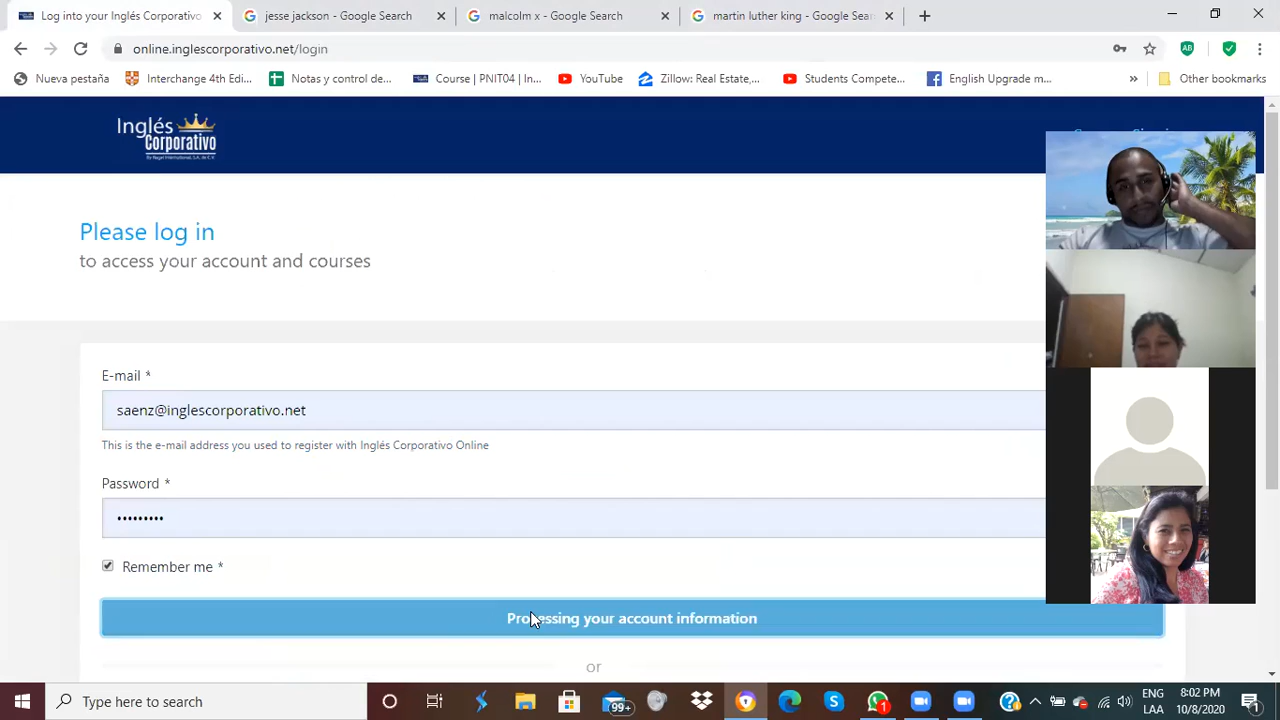 Log into your Inglés Corporativo
jesse jackson - Google Search
malcolm x - Google Search
martin luther king - Google Sea
online.inglescorporativo.net/login
Nueva pestaña
Interchange 4th Edi...
Notas y control de...
Course | PNIT04 | In...
YouTube
Zillow: Real Estate,...
Students Compete...
English Upgrade m...
»
Other bookmarks
Inglés
Corporativo
Please log in
to access your account and courses
E-mail *
saenz@inglescorporativo.net
This is the e-mail address you used to register with Inglés Corporativo Online
Password *
•••••••••
Remember me *
Processing your account information
or
Type here to search
99+
1
ENG
LAA
8:02 PM
10/8/2020
1